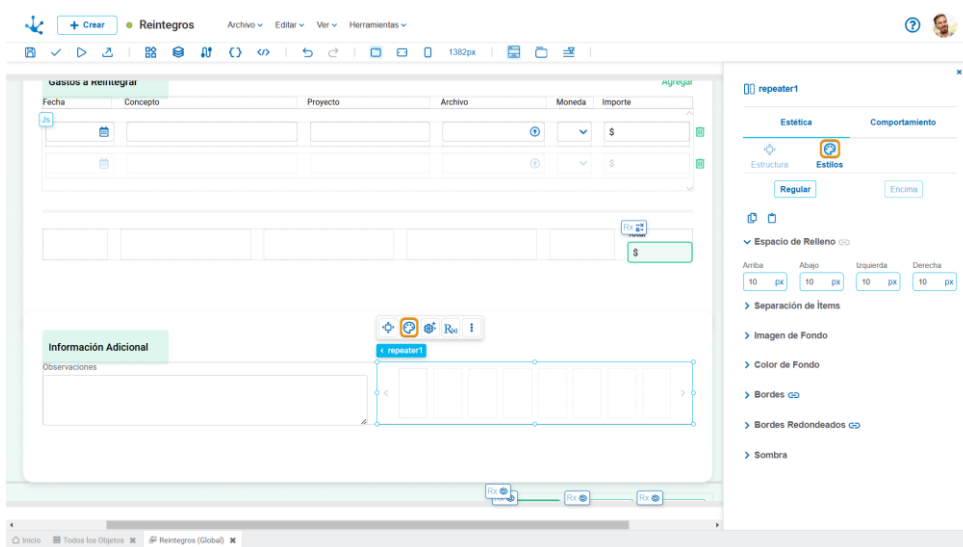 + Crear
Reintegros
Archivo
Editar
Ver
Herramientas
?
1382px
Gastos a Reintegrar
Agregar
Fecha
Concepto
Proyecto
Archivo
Moneda
Importe
Js
$
$
Rx
Total
$
Información Adicional
Rxx
repeater1
Observaciones
Rx
Rx
Rx
Inicio
Todos los Objetos
Reintegros (Global)
repeater1
Estética
Comportamiento
Estructura
Estilos
Regular
Encima
Espacio de Relleno
Arriba
Abajo
Izquierda
Derecha
10 px
10 px
10 px
10 px
Separación de Ítems
Imagen de Fondo
Color de Fondo
Bordes
Bordes Redondeados
Sombra